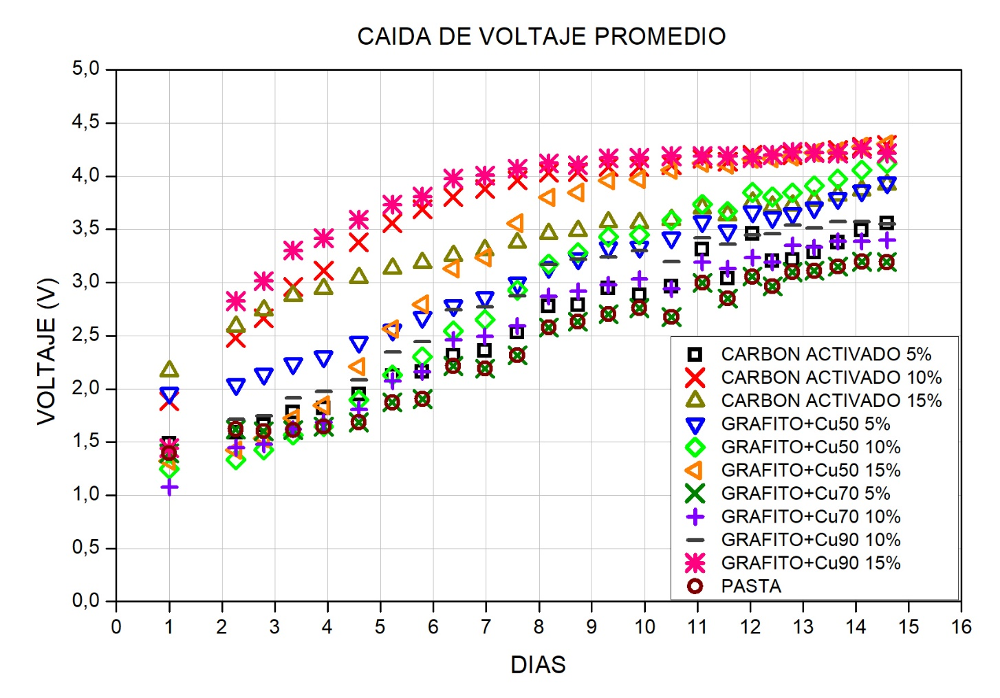 CAIDA DE VOLTAJE PROMEDIO
5,0
4,5
4,0
3,5
3,0
2,5
2,0
1,5
1,0
0,5
0,0
VOLTAJE (V)
CARBON ACTIVADO 5%
CARBON ACTIVADO 10%
CARBON ACTIVADO 15%
GRAFITO+Cu50 5%
GRAFITO+Cu50 10%
GRAFITO+Cu50 15%
GRAFITO+Cu70 5%
GRAFITO+Cu70 10%
GRAFITO+Cu90 10%
GRAFITO+Cu90 15%
PASTA
0 1 2 3 4 5 6 7 8 9 10 11 12 13 14 15 16
DIAS